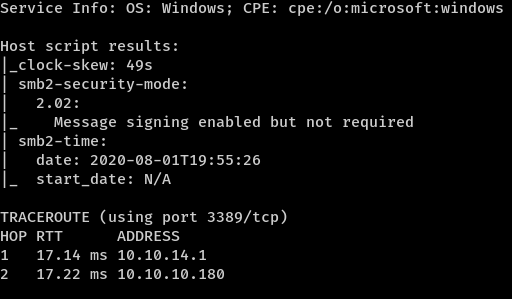 Service Info: OS: Windows; CPE: cpe:/o:microsoft:windows

Host script results:
|_clock-skew: 49s
| smb2-security-mode:
|   2.02:
|_    Message signing enabled but not required
| smb2-time:
|   date: 2020-08-01T19:55:26
|_  start_date: N/A

TRACEROUTE (using port 3389/tcp)
HOP RTT      ADDRESS
1   17.14 ms 10.10.14.1
2   17.22 ms 10.10.10.180